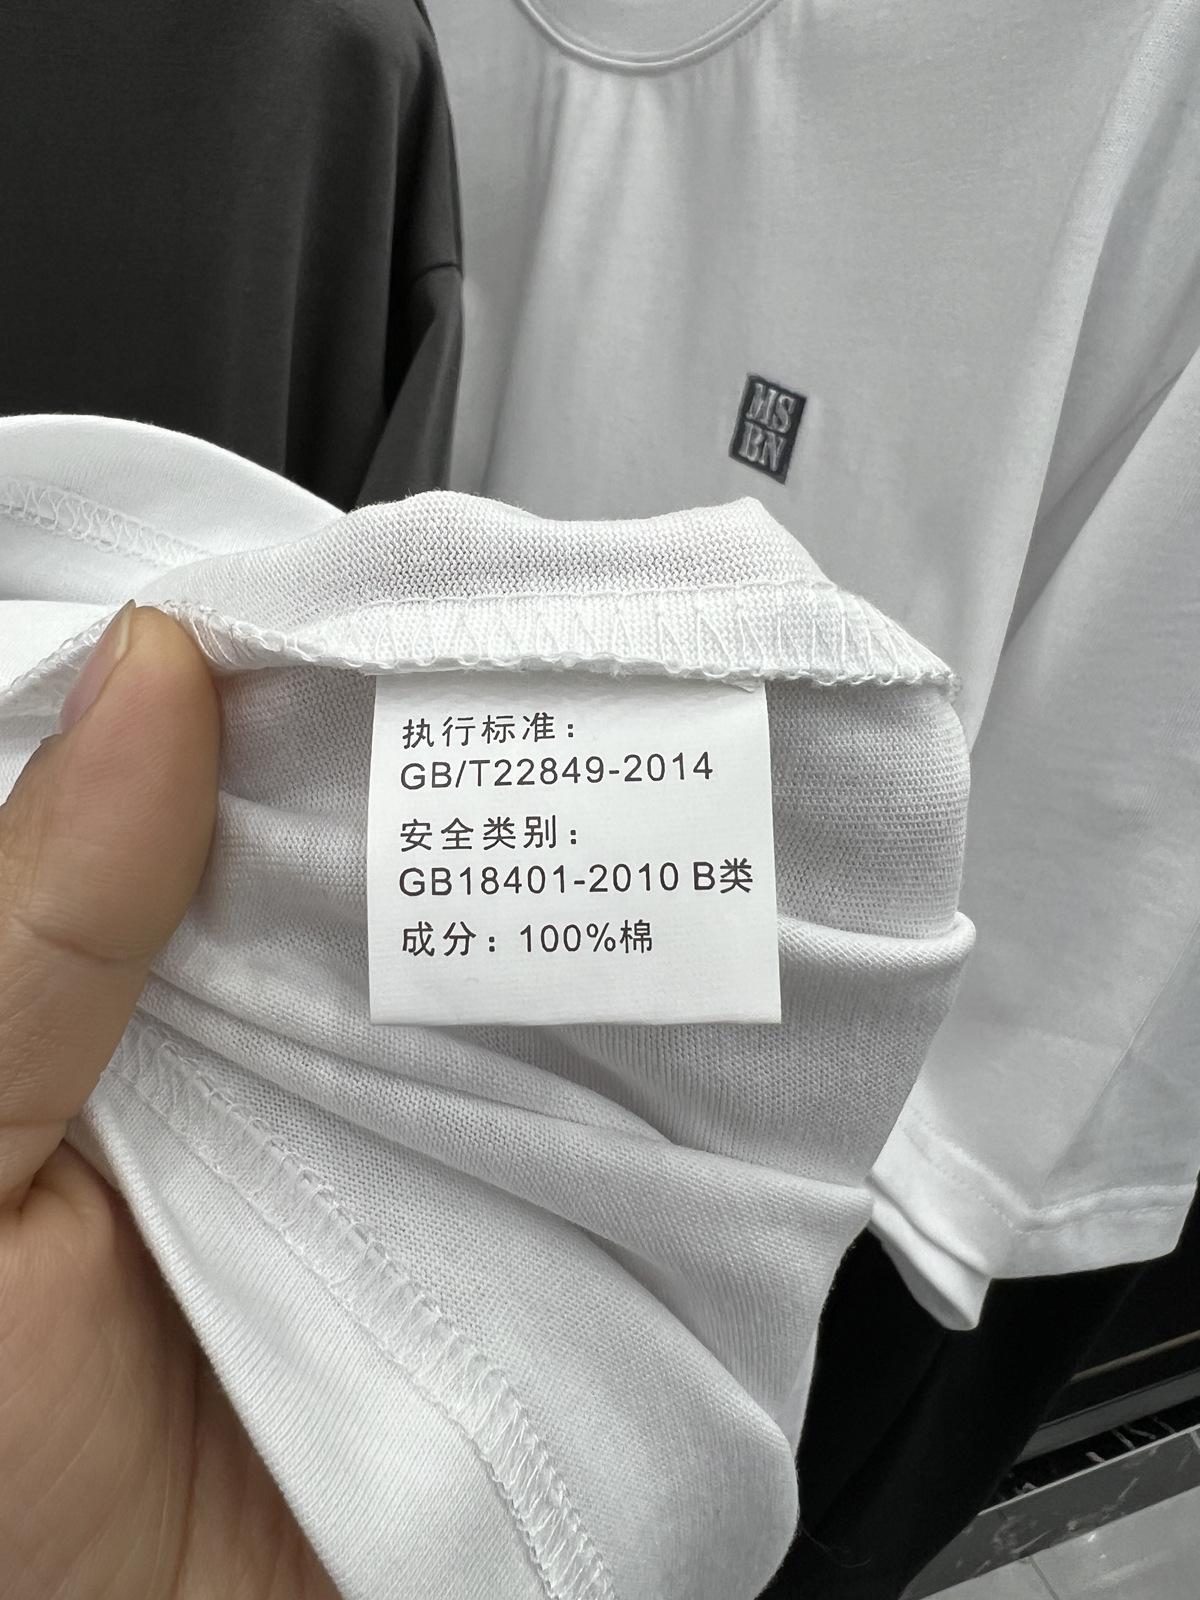 MS
BN
执行标准：
GB/T22849-2014
安全类别：
GB18401-2010 B类
成分：100%棉